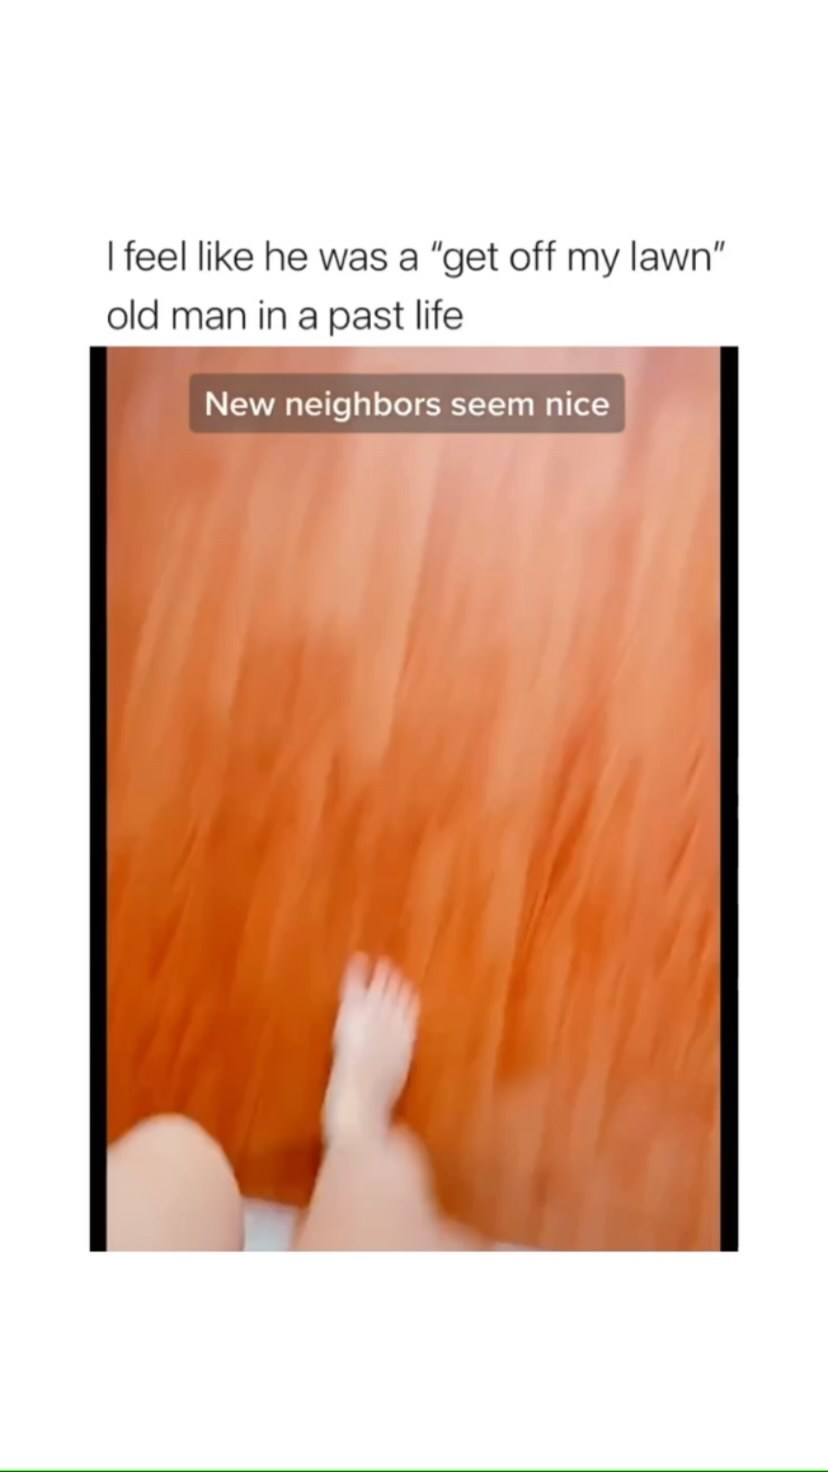 I feel like he was a “get off my lawn”
old man in a past life
New neighbors seem nice